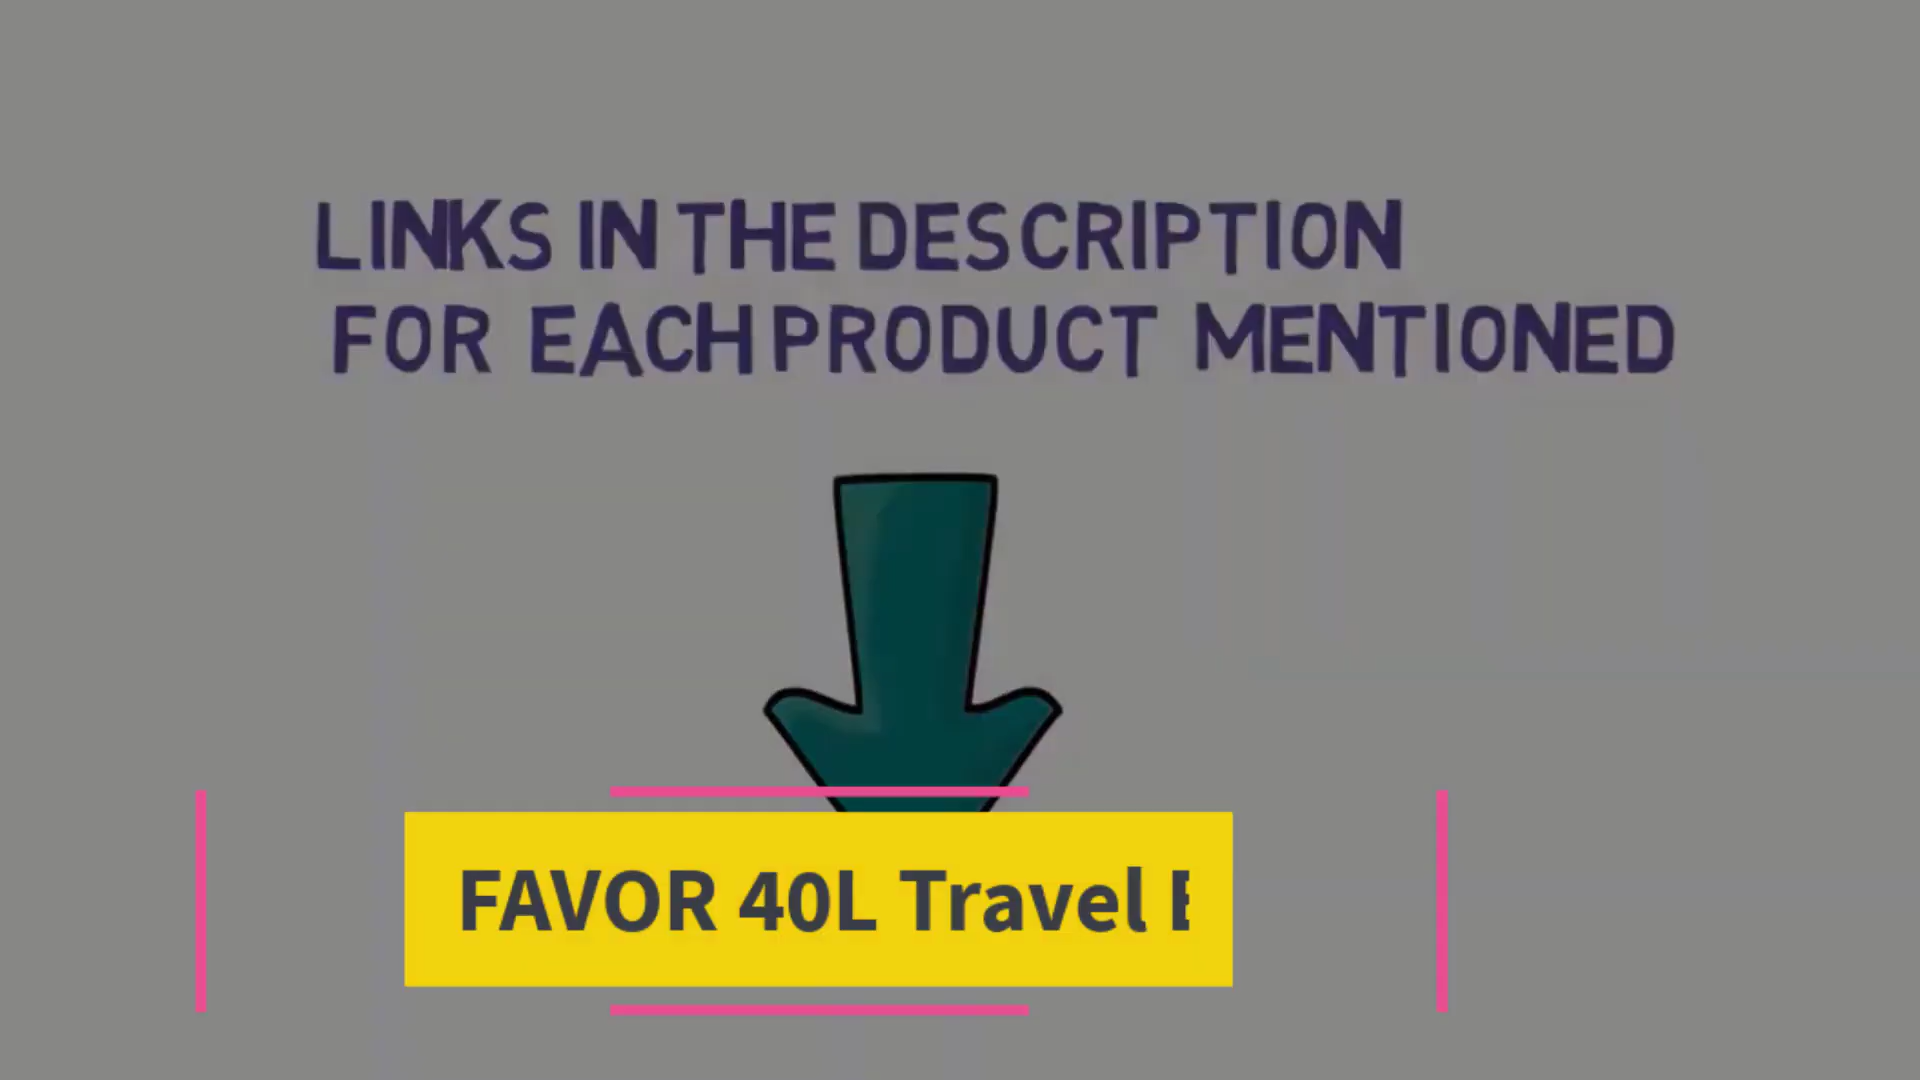 LINKS IN THE DESCRIPTION
FOR EACH PRODUCT MENTIONED
FAVOR 40L Travel